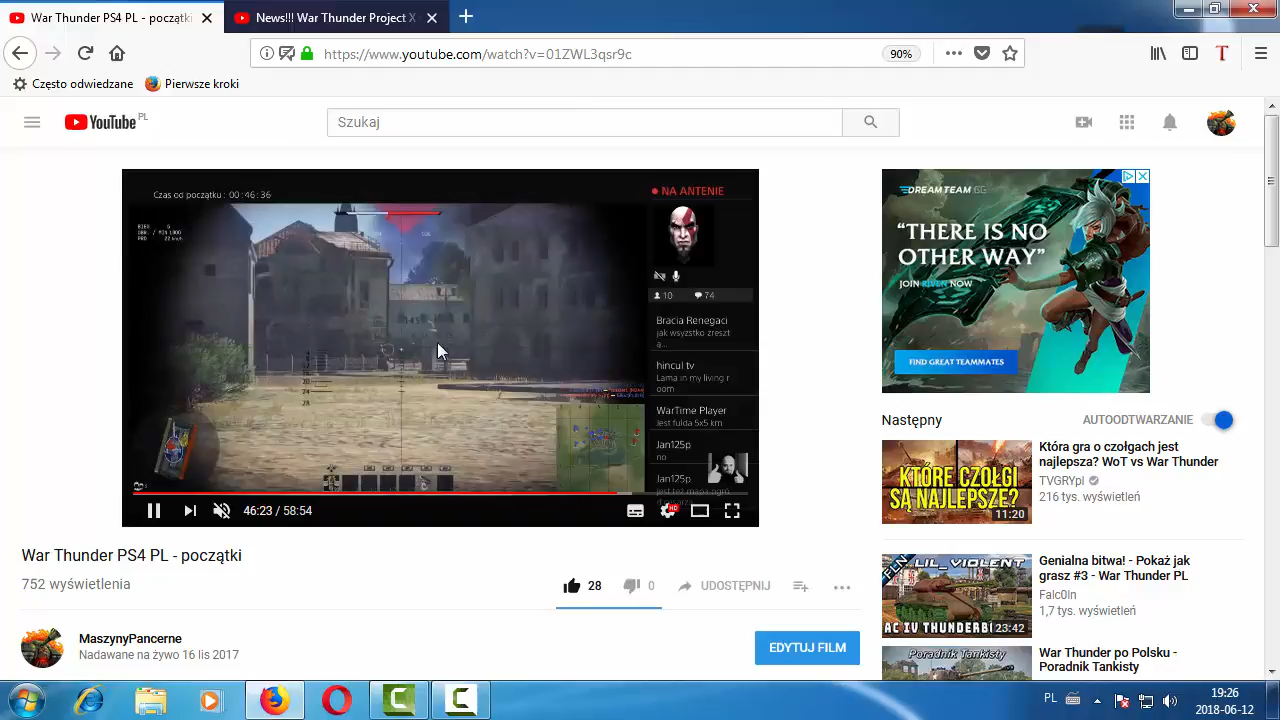 War Thunder PS4 PL - początki
News!!! War Thunder Project X
https://www.youtube.com/watch?v=01ZWL3qsr9c
90%
Często odwiedzane
Pierwsze kroki
YouTube PL
Szukaj
Czas od początku : 00:46:36
NA ANTENIE
10 74
Bracia Renegaci
jak wsyzstko zreszt
ą...
hincul tv
Lama in my living r
oom
WarTime Player
Jest fulda 5x5 km
Jan125p
no
Jan125p
46:23 / 58:54
HD
DREAM TEAM GG
“THERE IS NO
OTHER WAY”
JOIN RIVEN NOW
FIND GREAT TEAMMATES
Następny
AUTOODTWARZANIE
KTÓRE CZOŁGI
SĄ NAJLEPSZE?
11:20
Która gra o czołgach jest
najlepsza? WoT vs War Thunder
TVGRYpl
216 tys. wyświetleń
LIL_VIOLENT
23:42
Genialna bitwa! - Pokaż jak
grasz #3 - War Thunder PL
Falc0ln
1,7 tys. wyświetleń
Poradnik Tankisty
War Thunder po Polsku -
Poradnik Tankisty
War Thunder PS4 PL - początki
752 wyświetlenia
28
0
UDOSTĘPNIJ
MaszynyPancerne
Nadawane na żywo 16 lis 2017
EDYTUJ FILM
PL
19:26
2018-06-12